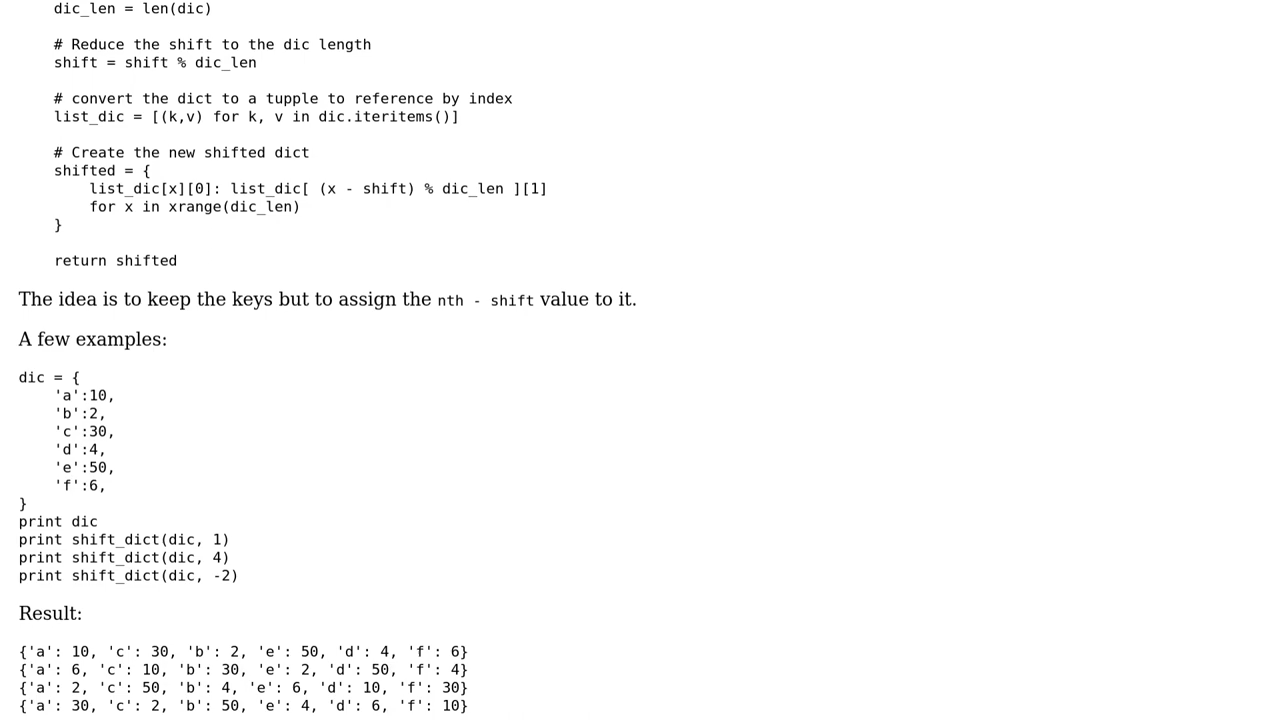 dic_len = len(dic)
# Reduce the shift to the dic length
shift = shift % dic_len
# convert the dict to a tupple to reference by index
list_dic = [(k,v) for k, v in dic.iteritems()]
# Create the new shifted dict
shifted = {
list_dic[x][0]: list_dic[ (x - shift) % dic_len ][1]
for x in xrange(dic_len)
}
return shifted
The idea is to keep the keys but to assign the nth - shift value to it.
A few examples:
dic = {
'a':10,
'b':2,
'c':30,
'd':4,
'e':50,
'f':6,
}
print dic
print shift_dict(dic, 1)
print shift_dict(dic, 4)
print shift_dict(dic, -2)
Result:
{'a': 10, 'c': 30, 'b': 2, 'e': 50, 'd': 4, 'f': 6}
{'a': 6, 'c': 10, 'b': 30, 'e': 2, 'd': 50, 'f': 4}
{'a': 2, 'c': 50, 'b': 4, 'e': 6, 'd': 10, 'f': 30}
{'a': 30, 'c': 2, 'b': 50, 'e': 4, 'd': 6, 'f': 10}